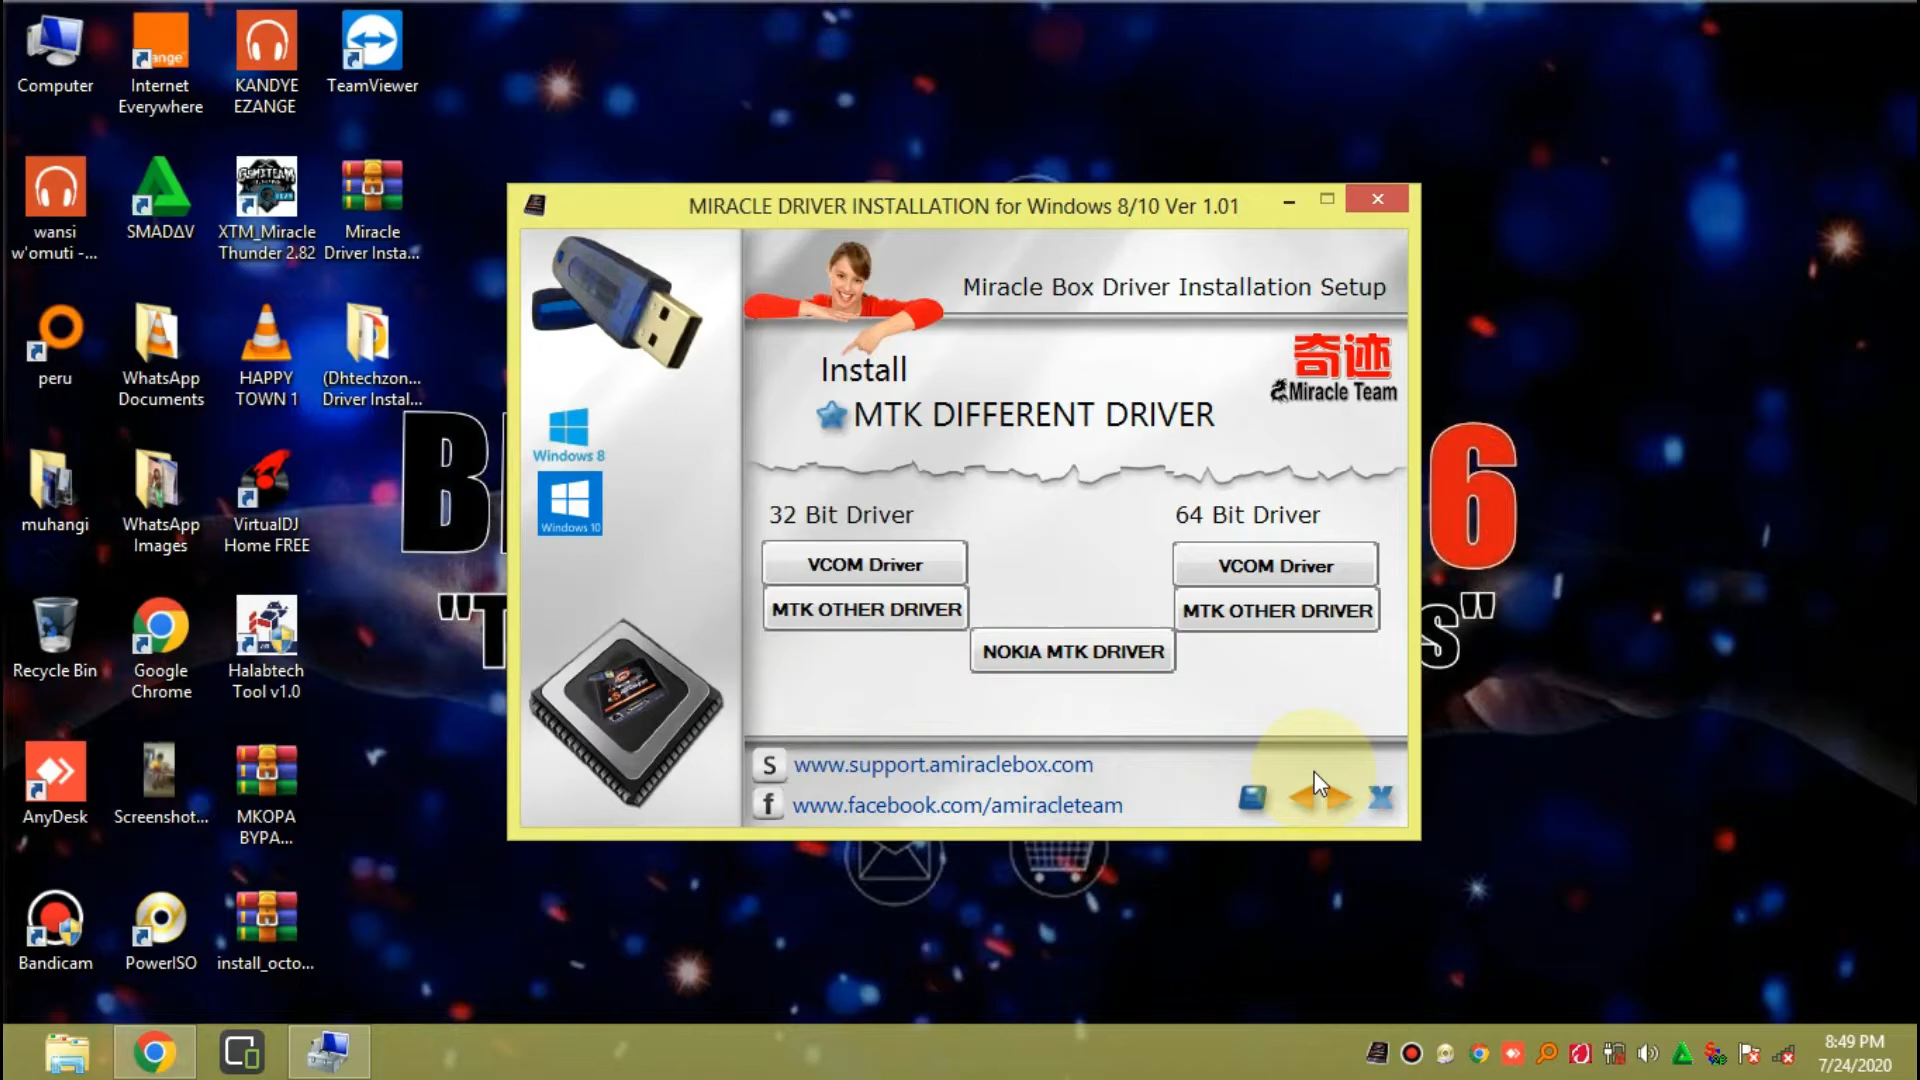 Computer
Internet
Everywhere
KANDYE
EZANGE
TeamViewer
wansi
w'omuti -...
SMADΔV
XTM_Miracle
Thunder 2.82
Miracle
Driver Insta...
peru
WhatsApp
Documents
HAPPY
TOWN 1
(Dhtechzon...
Driver Instal...
muhangi
WhatsApp
Images
VirtualDJ
Home FREE
Recycle Bin
Google
Chrome
Halabtech
Tool v1.0
AnyDesk
Screenshot...
MKOPA
BYPA...
Bandicam
PowerISO
install_octo...
MIRACLE DRIVER INSTALLATION for Windows 8/10 Ver 1.01
Miracle Box Driver Installation Setup
奇迹
Miracle Team
Install
MTK DIFFERENT DRIVER
Windows 8
Windows 10
32 Bit Driver
64 Bit Driver
VCOM Driver
VCOM Driver
MTK OTHER DRIVER
MTK OTHER DRIVER
NOKIA MTK DRIVER
S www.support.amiraclebox.com
f www.facebook.com/amiracleteam
6
8:49 PM
7/24/2020